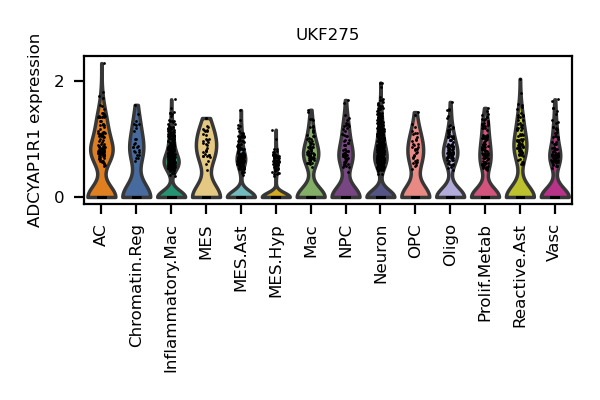 UKF275
ADCYAP1R1 expression
2
0
AC
Chromatin.Reg
Inflammatory.Mac
MES
MES.Ast
MES.Hyp
Mac
NPC
Neuron
OPC
Oligo
Prolif.Metab
Reactive.Ast
Vasc